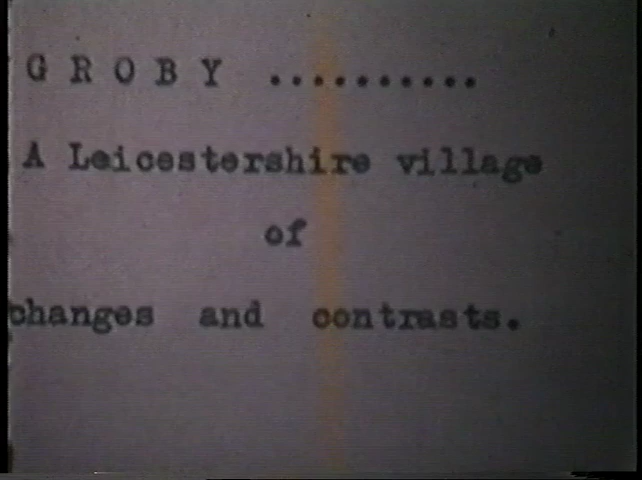 G R O B Y ..........
A Leicestershire village
of
changes and contrasts.